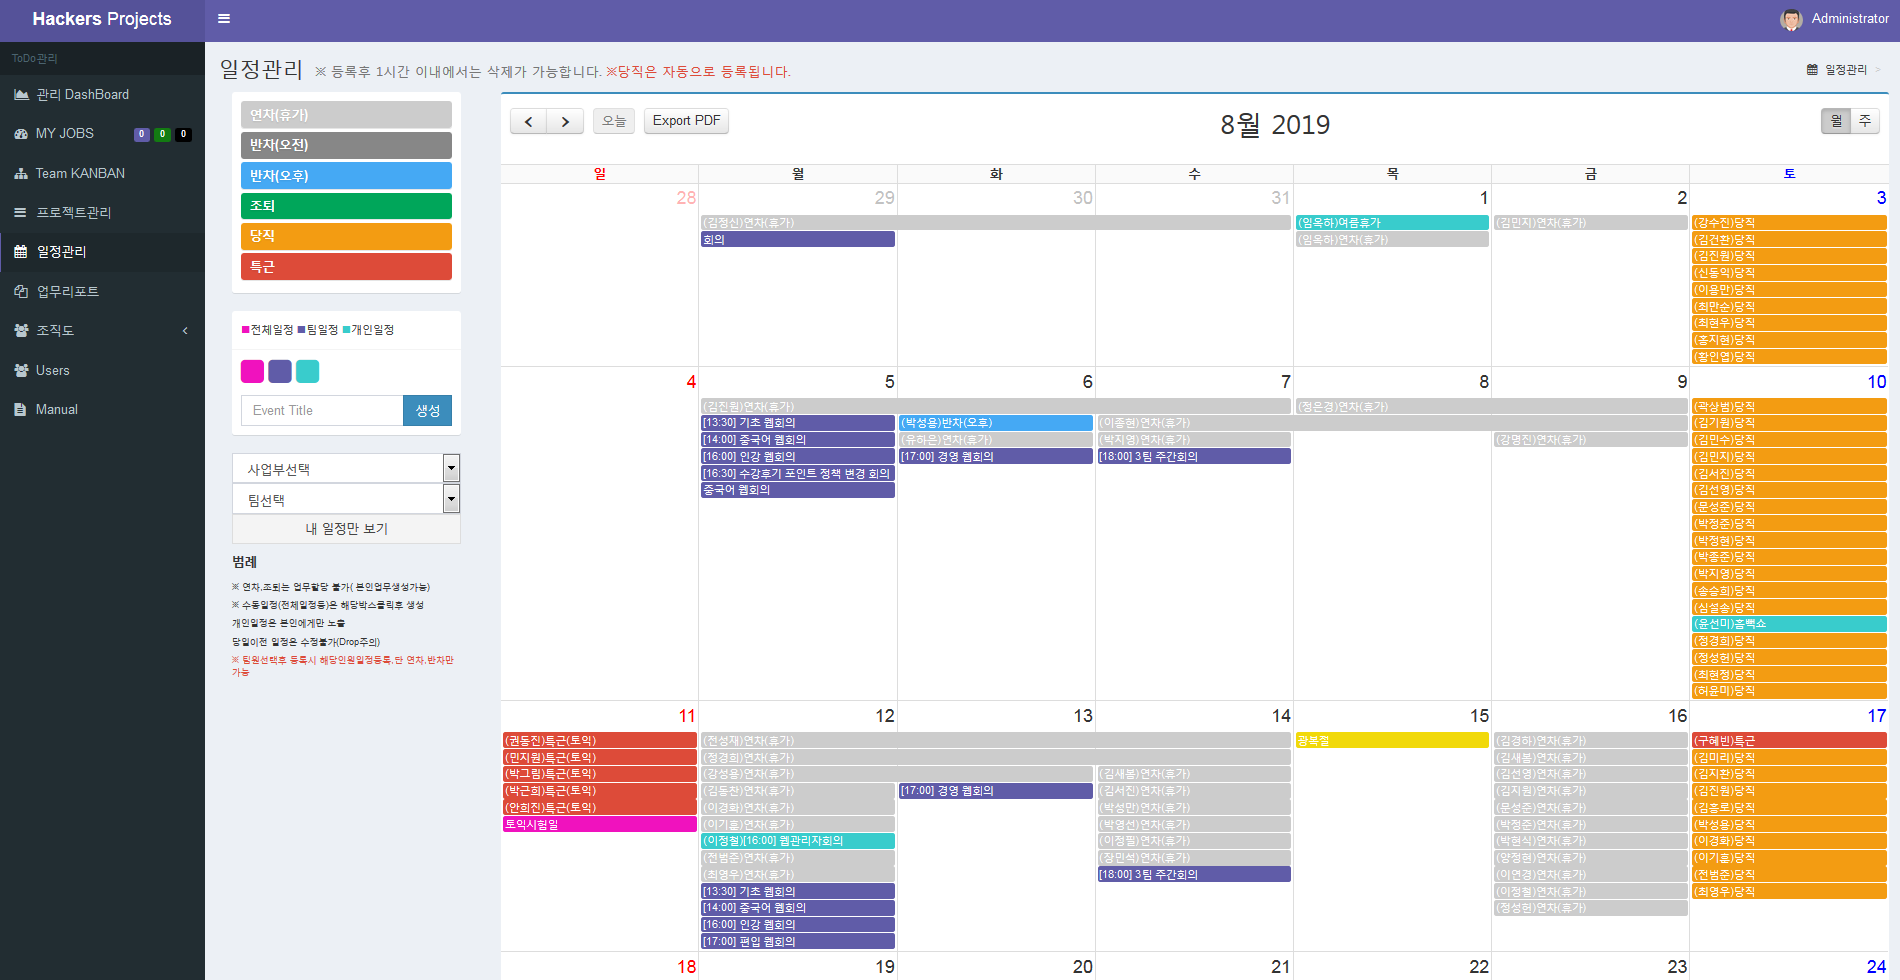 Hackers Projects
Administrator
ToDo관리
관리 DashBoard
MY JOBS 0 0 0
Team KANBAN
프로젝트관리
일정관리
업무리포트
조직도
Users
Manual
일정관리 ※ 등록후 1시간 이내에서는 삭제가 가능합니다. ※당직은 자동으로 등록됩니다.
일정관리 >
연차(휴가)
반차(오전)
반차(오후)
조퇴
당직
특근
전체일정 팀일정 개인일정
Event Title 생성
사업부선택
팀선택
내 일정만 보기
범례
※ 연차,조퇴는 업무할당 불가( 본인업무생성가능)
※ 수동일정(전체일정등)은 해당박스클릭후 생성
개인일정은 본인에게만 노출
당일이전 일정은 수정불가(Drop주의)
※ 팀원선택후 등록시 해당인원일정등록,단 연차,반차만
가능
오늘 Export PDF
8월 2019
월 주
일 월 화 수 목 금 토
28 29 30 31 1 2 3
(김정신)연차(휴가)
회의
(임옥하)여름휴가
(임옥하)연차(휴가)
(김민지)연차(휴가)
(강수진)당직
(김건환)당직
(김진원)당직
(신동익)당직
(이용만)당직
(최만순)당직
(최현우)당직
(홍지현)당직
(황인엽)당직
4 5 6 7 8 9 10
(김진원)연차(휴가)
[13:30] 기초 웹회의
[14:00] 중국어 웹회의
[16:00] 인강 웹회의
[16:30] 수강후기 포인트 정책 변경 회의
중국어 웹회의
(박성용)반차(오후)
(유하은)연차(휴가)
[17:00] 경영 웹회의
(이종현)연차(휴가)
(박지영)연차(휴가)
[18:00] 3팀 주간회의
(정은경)연차(휴가)
(강명진)연차(휴가)
(곽상범)당직
(김기원)당직
(김민수)당직
(김민지)당직
(김서진)당직
(김선영)당직
(문성준)당직
(박정준)당직
(박정현)당직
(박종준)당직
(박지영)당직
(송승희)당직
(심설송)당직
(윤선미)홈빽쇼
(정경희)당직
(정성헌)당직
(최현정)당직
(허윤미)당직
11 12 13 14 15 16 17
(권동진)특근(토익)
(민지원)특근(토익)
(박그림)특근(토익)
(박근희)특근(토익)
(안희진)특근(토익)
토익시험일
(전성재)연차(휴가)
(정경희)연차(휴가)
(강성용)연차(휴가)
(김동찬)연차(휴가)
(이경화)연차(휴가)
(이기훈)연차(휴가)
(이정철)[16:00] 웹관리자회의
(전범준)연차(휴가)
(최영우)연차(휴가)
[13:30] 기초 웹회의
[14:00] 중국어 웹회의
[16:00] 인강 웹회의
[17:00] 편입 웹회의
[17:00] 경영 웹회의
(김새봄)연차(휴가)
(김서진)연차(휴가)
(박성만)연차(휴가)
(박영선)연차(휴가)
(이정필)연차(휴가)
(장민석)연차(휴가)
[18:00] 3팀 주간회의
광복절
(김경하)연차(휴가)
(김새봄)연차(휴가)
(김선영)연차(휴가)
(김지원)연차(휴가)
(문성준)연차(휴가)
(박정준)연차(휴가)
(박현식)연차(휴가)
(양정현)연차(휴가)
(이연경)연차(휴가)
(이정철)연차(휴가)
(정성헌)연차(휴가)
(구혜빈)특근
(김미리)당직
(김지환)당직
(김진원)당직
(김홍로)당직
(박성용)당직
(이경화)당직
(이기훈)당직
(전범준)당직
(최영우)당직
18 19 20 21 22 23 24